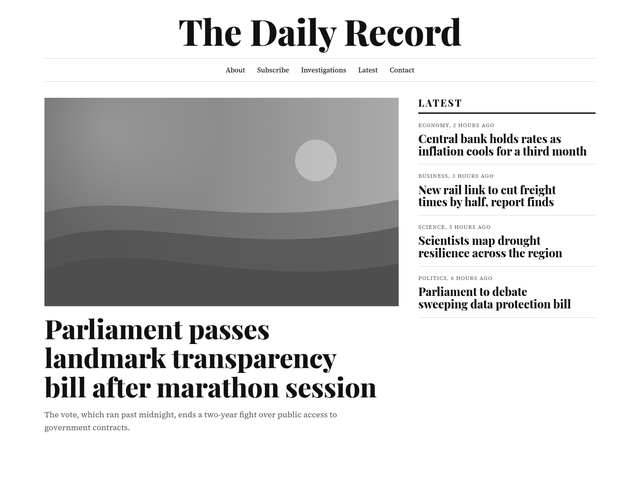 The Daily Record
About Subscribe Investigations Latest Contact
Parliament passes
landmark transparency
bill after marathon session
The vote, which ran past midnight, ends a two-year fight over public access to
government contracts.
LATEST
ECONOMY, 2 HOURS AGO
Central bank holds rates as
inflation cools for a third month
BUSINESS, 3 HOURS AGO
New rail link to cut freight
times by half, report finds
SCIENCE, 5 HOURS AGO
Scientists map drought
resilience across the region
POLITICS, 6 HOURS AGO
Parliament to debate
sweeping data protection bill